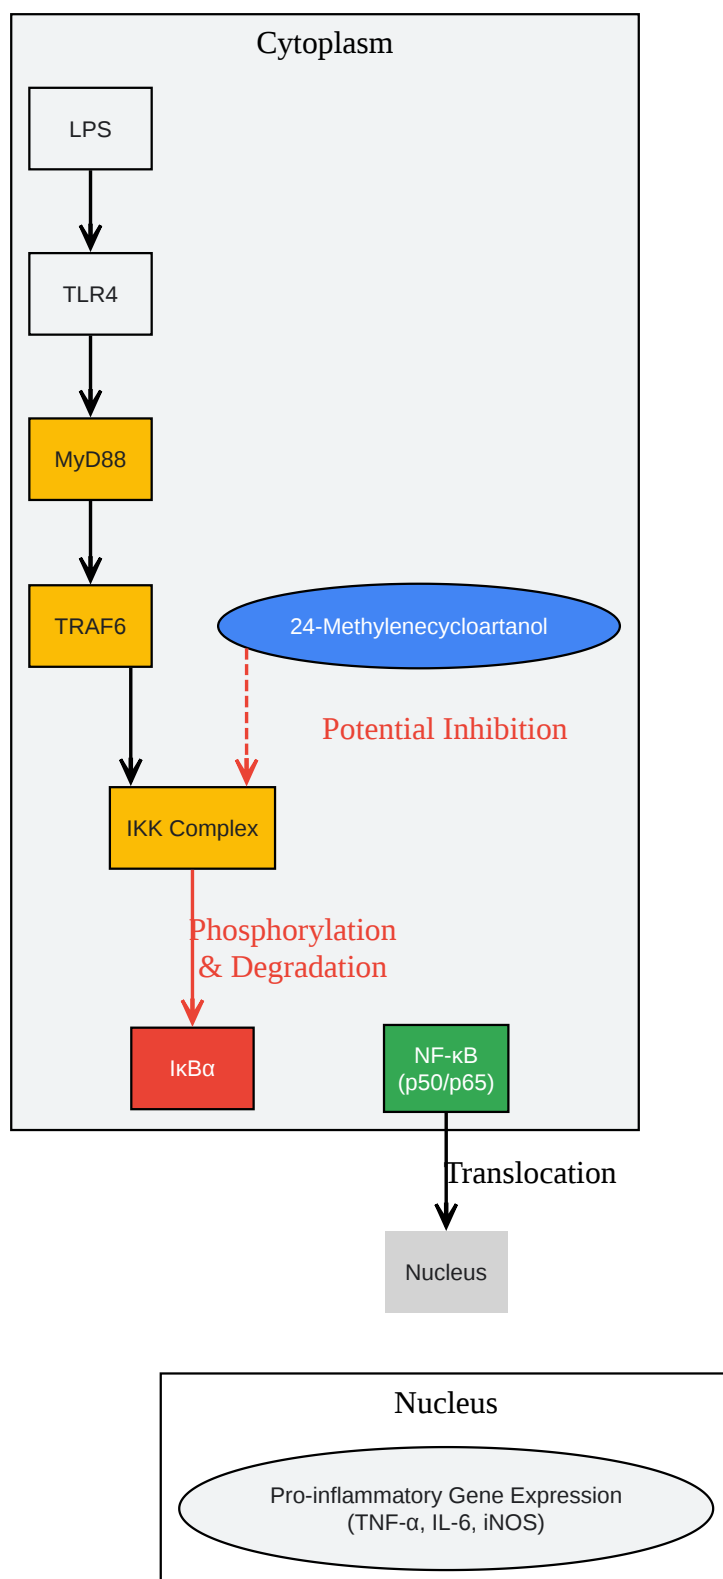 Cytoplasm
LPS
TLR4
MyD88
TRAF6
24-Methylenecycloartanol
Potential Inhibition
IKK Complex
Phosphorylation
& Degradation
IκBα
NF-κB
(p50/p65)
Translocation
Nucleus
Nucleus
Pro-inflammatory Gene Expression
(TNF-α, IL-6, iNOS)